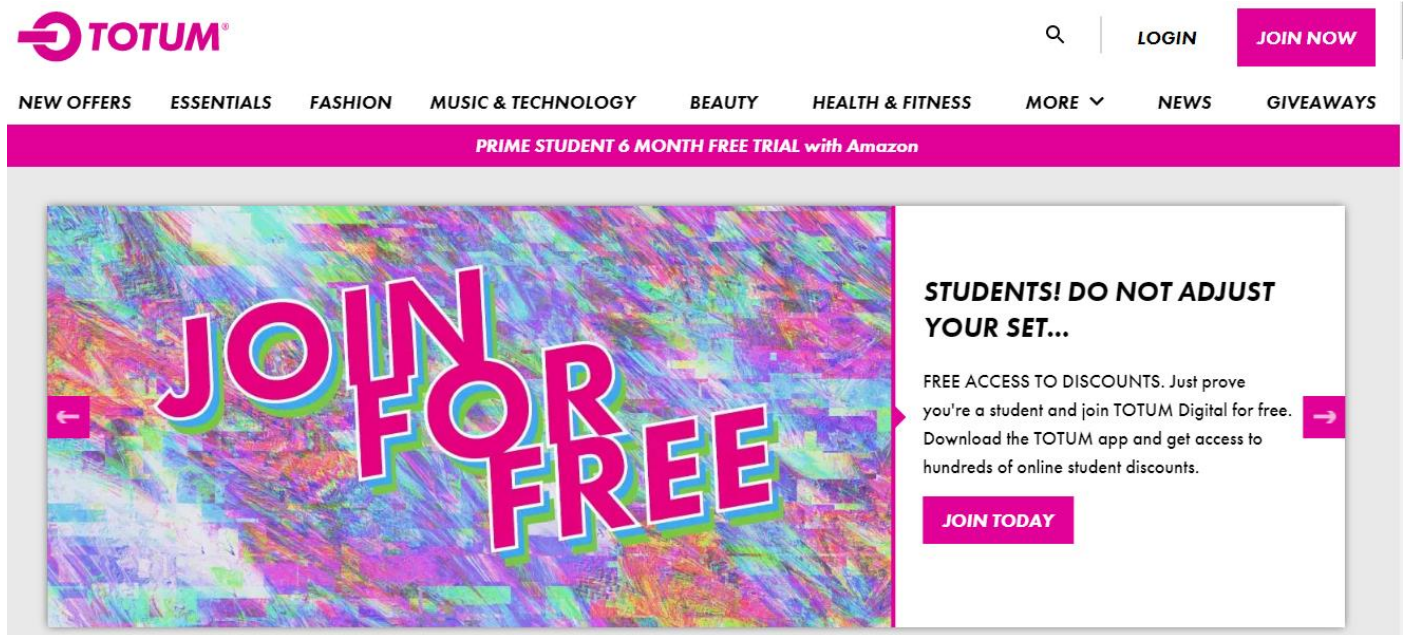 TOTUM®
LOGIN
JOIN NOW
NEW OFFERS ESSENTIALS FASHION MUSIC & TECHNOLOGY BEAUTY HEALTH & FITNESS MORE NEWS GIVEAWAYS
PRIME STUDENT 6 MONTH FREE TRIAL with Amazon
JOIN
FOR
FREE
STUDENTS! DO NOT ADJUST
YOUR SET...
FREE ACCESS TO DISCOUNTS. Just prove
you're a student and join TOTUM Digital for free.
Download the TOTUM app and get access to
hundreds of online student discounts.
JOIN TODAY